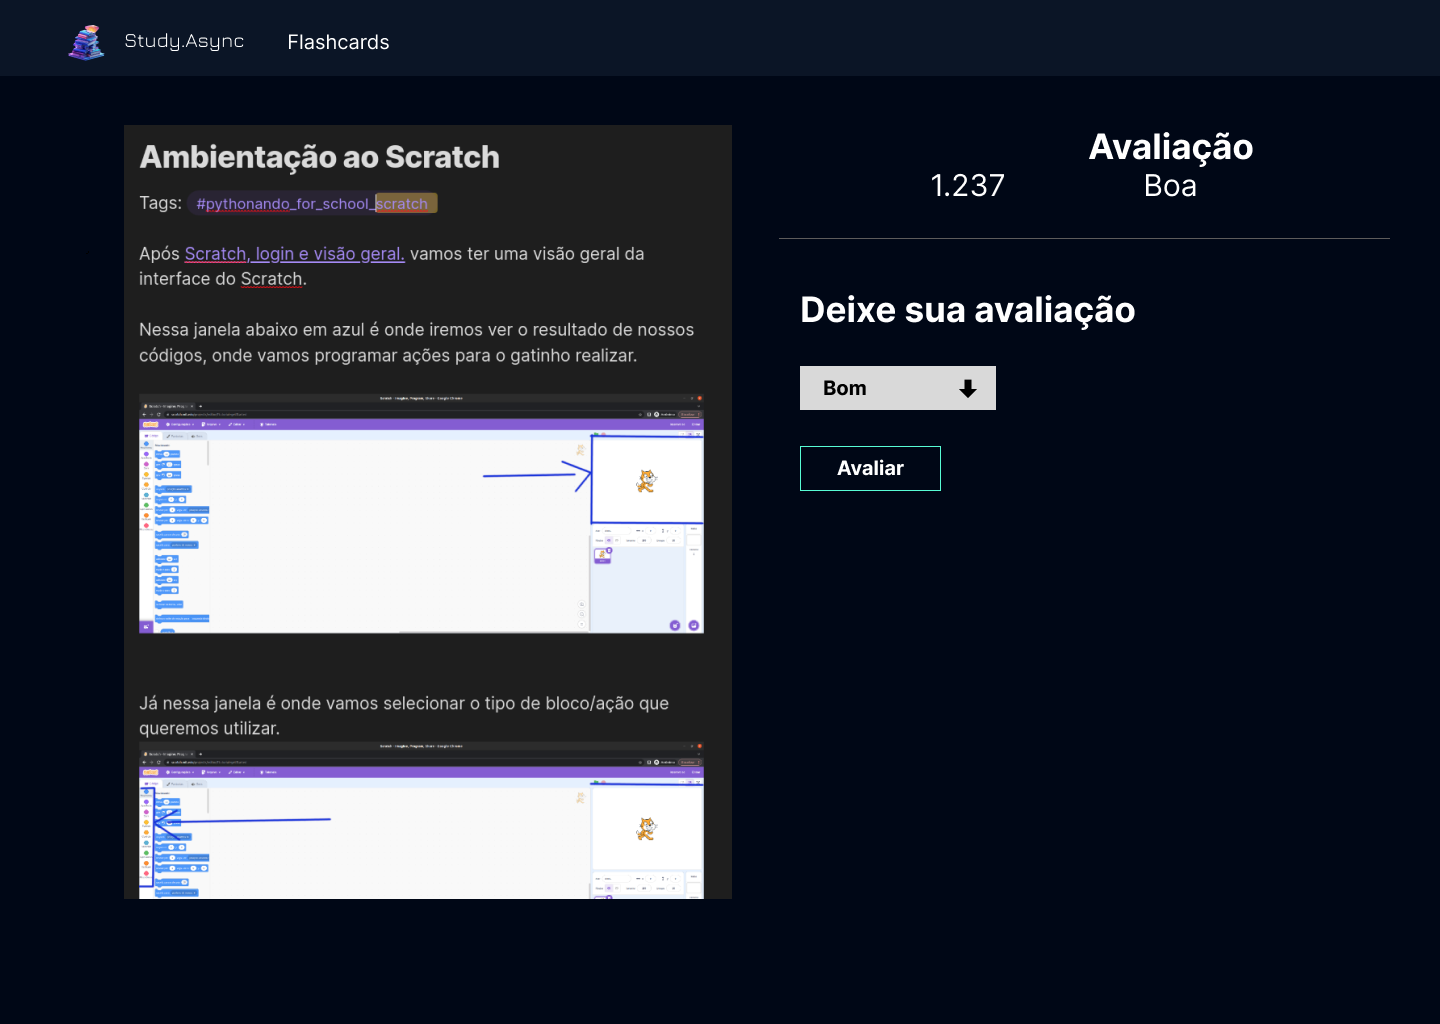 Study.Async
Flashcards
Ambientação ao Scratch
Tags: #pythonando_for_school_scratch
Após Scratch, login e visão geral. vamos ter uma visão geral da
interface do Scratch.
Nessa janela abaixo em azul é onde iremos ver o resultado de nossos
códigos, onde vamos programar ações para o gatinho realizar.
Já nessa janela é onde vamos selecionar o tipo de bloco/ação que
queremos utilizar.
Avaliação
1.237
Boa
Deixe sua avaliação
Bom
Avaliar